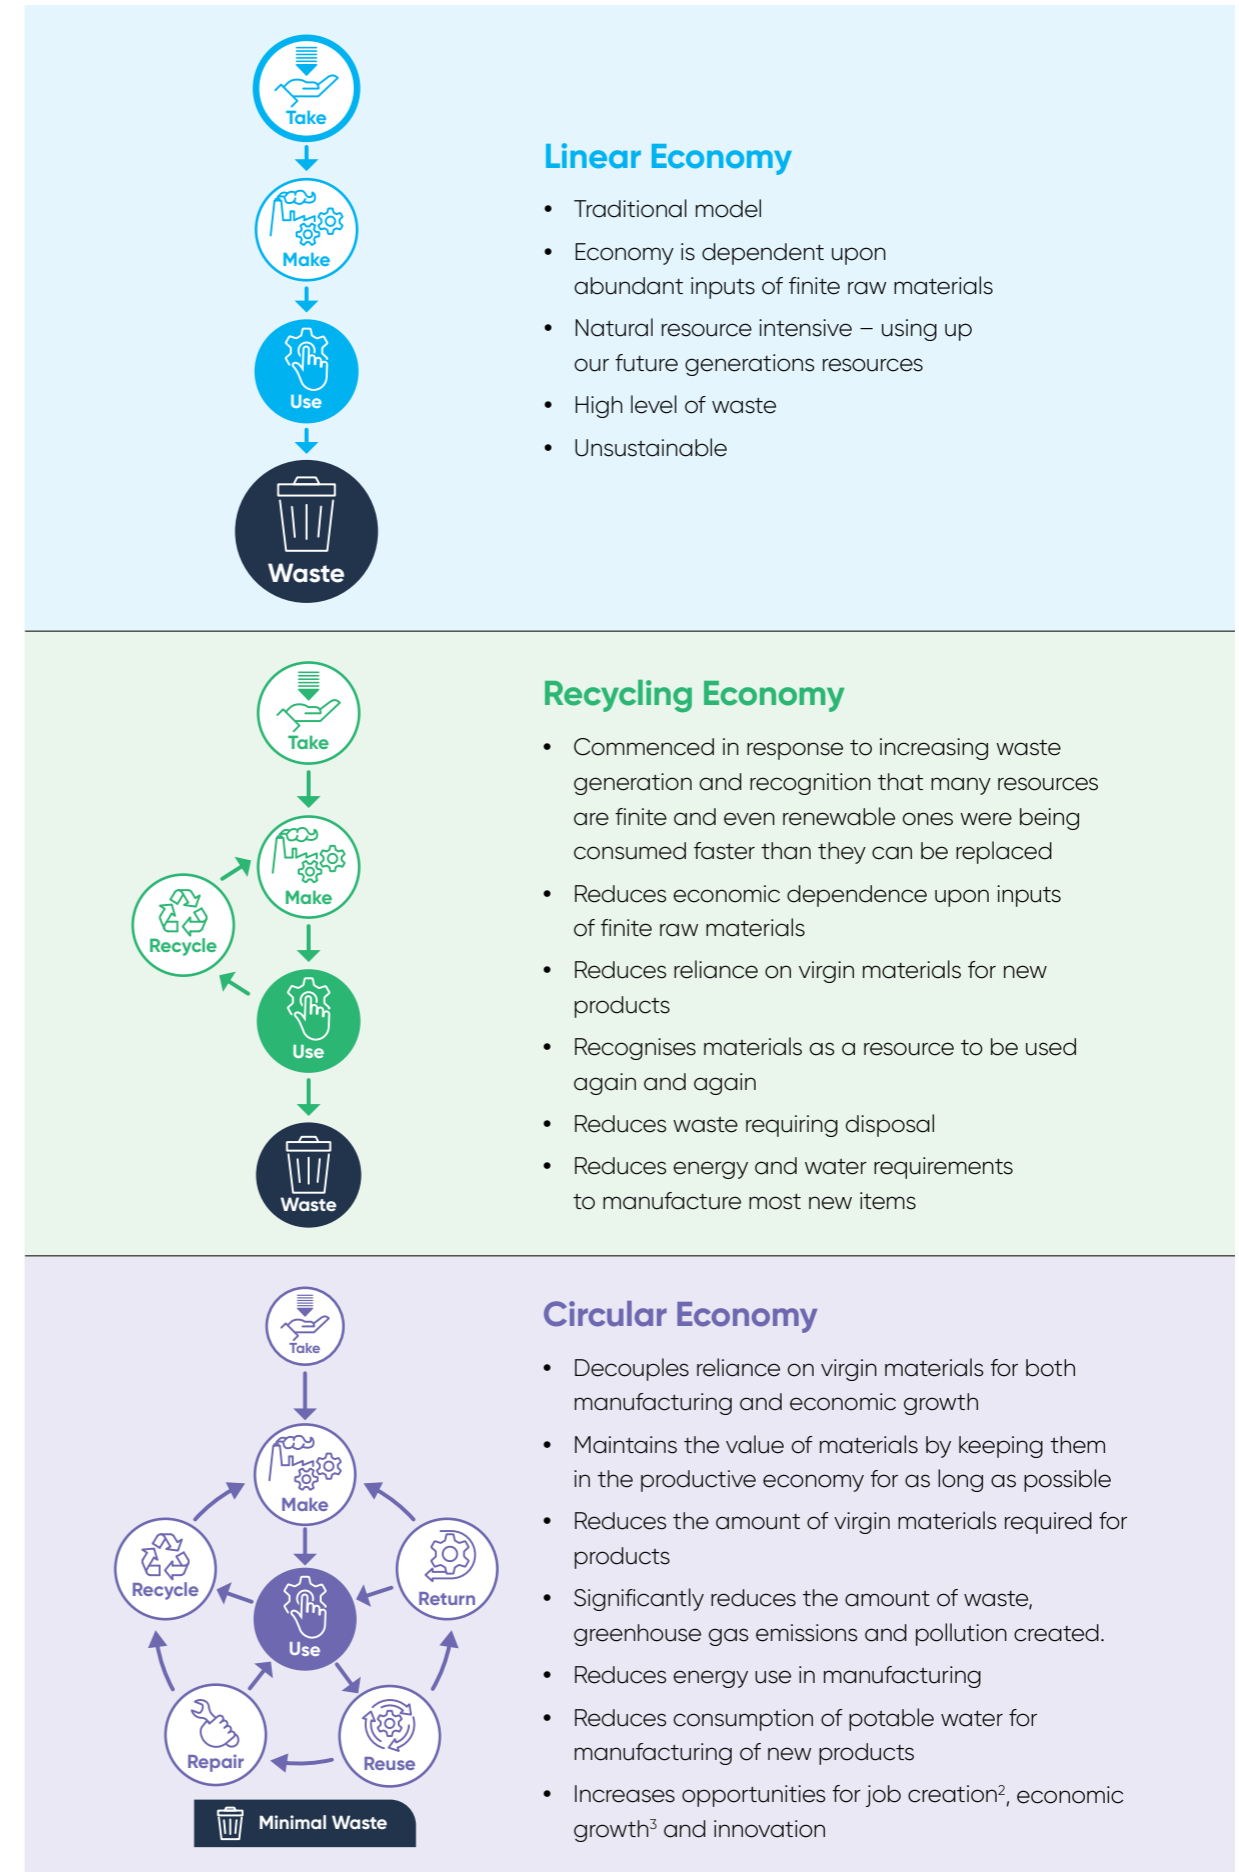 Take
Make
Use
Waste
Linear Economy
• Traditional model
• Economy is dependent upon
abundant inputs of finite raw materials
• Natural resource intensive – using up
our future generations resources
• High level of waste
• Unsustainable
Take
Make
Recycle
Use
Waste
Recycling Economy
• Commenced in response to increasing waste
generation and recognition that many resources
are finite and even renewable ones were being
consumed faster than they can be replaced
• Reduces economic dependence upon inputs
of finite raw materials
• Reduces reliance on virgin materials for new
products
• Recognises materials as a resource to be used
again and again
• Reduces waste requiring disposal
• Reduces energy and water requirements
to manufacture most new items
Take
Make
Recycle
Return
Use
Repair
Reuse
Minimal Waste
Circular Economy
• Decouples reliance on virgin materials for both
manufacturing and economic growth
• Maintains the value of materials by keeping them
in the productive economy for as long as possible
• Reduces the amount of virgin materials required for
products
• Significantly reduces the amount of waste,
greenhouse gas emissions and pollution created.
• Reduces energy use in manufacturing
• Reduces consumption of potable water for
manufacturing of new products
• Increases opportunities for job creation², economic
growth³ and innovation